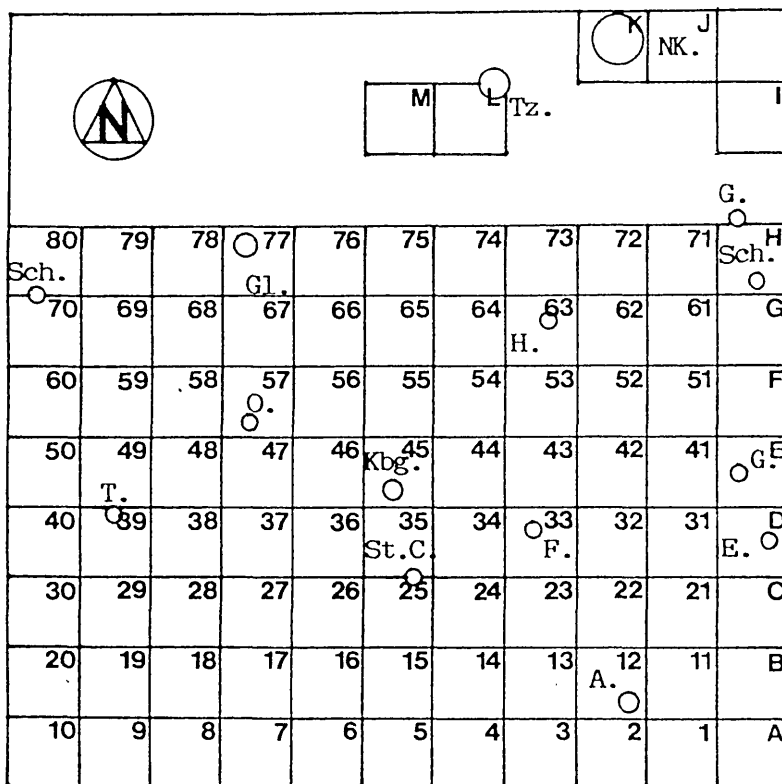 K J
NK.
N M L I
Tz.
G.
80 79 78 77 76 75 74 73 72 71 H
Sch. Sch.
Gl.
70 69 68 67 66 65 64 63 62 61 G
H.
60 59 58 57 56 55 54 53 52 51 F
50 49 48 47 46 45 44 43 42 41 E
Kbg. G.
T.
40 39 38 37 36 35 34 33 32 31 D
St.C. F. E.
30 29 28 27 26 25 24 23 22 21 C
20 19 18 17 16 15 14 13 12 11 B
A.
10 9 8 7 6 5 4 3 2 1 A